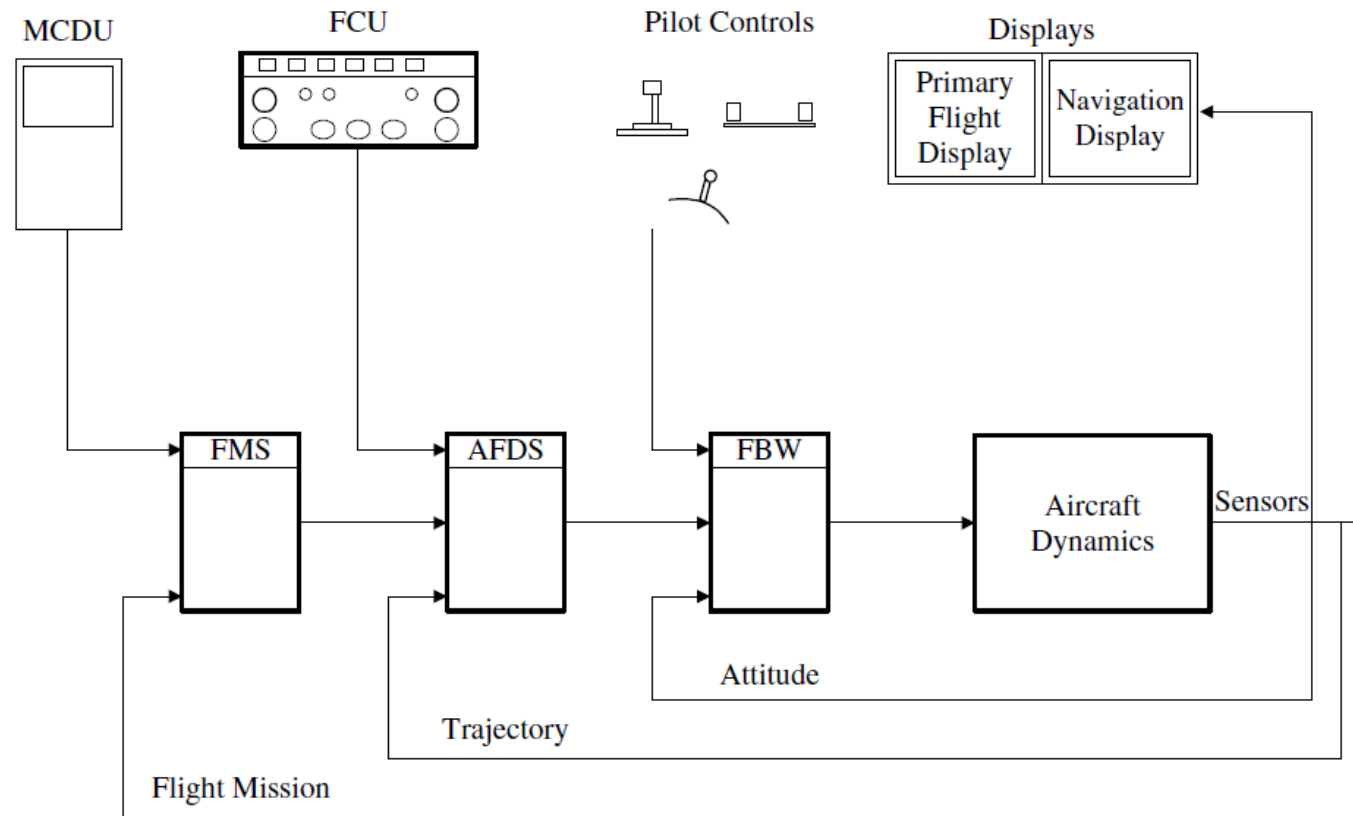 MCDU
FCU
Pilot Controls
Displays
Primary
Flight
Display
Navigation
Display
FMS
AFDS
FBW
Aircraft
Dynamics
Sensors
Attitude
Trajectory
Flight Mission